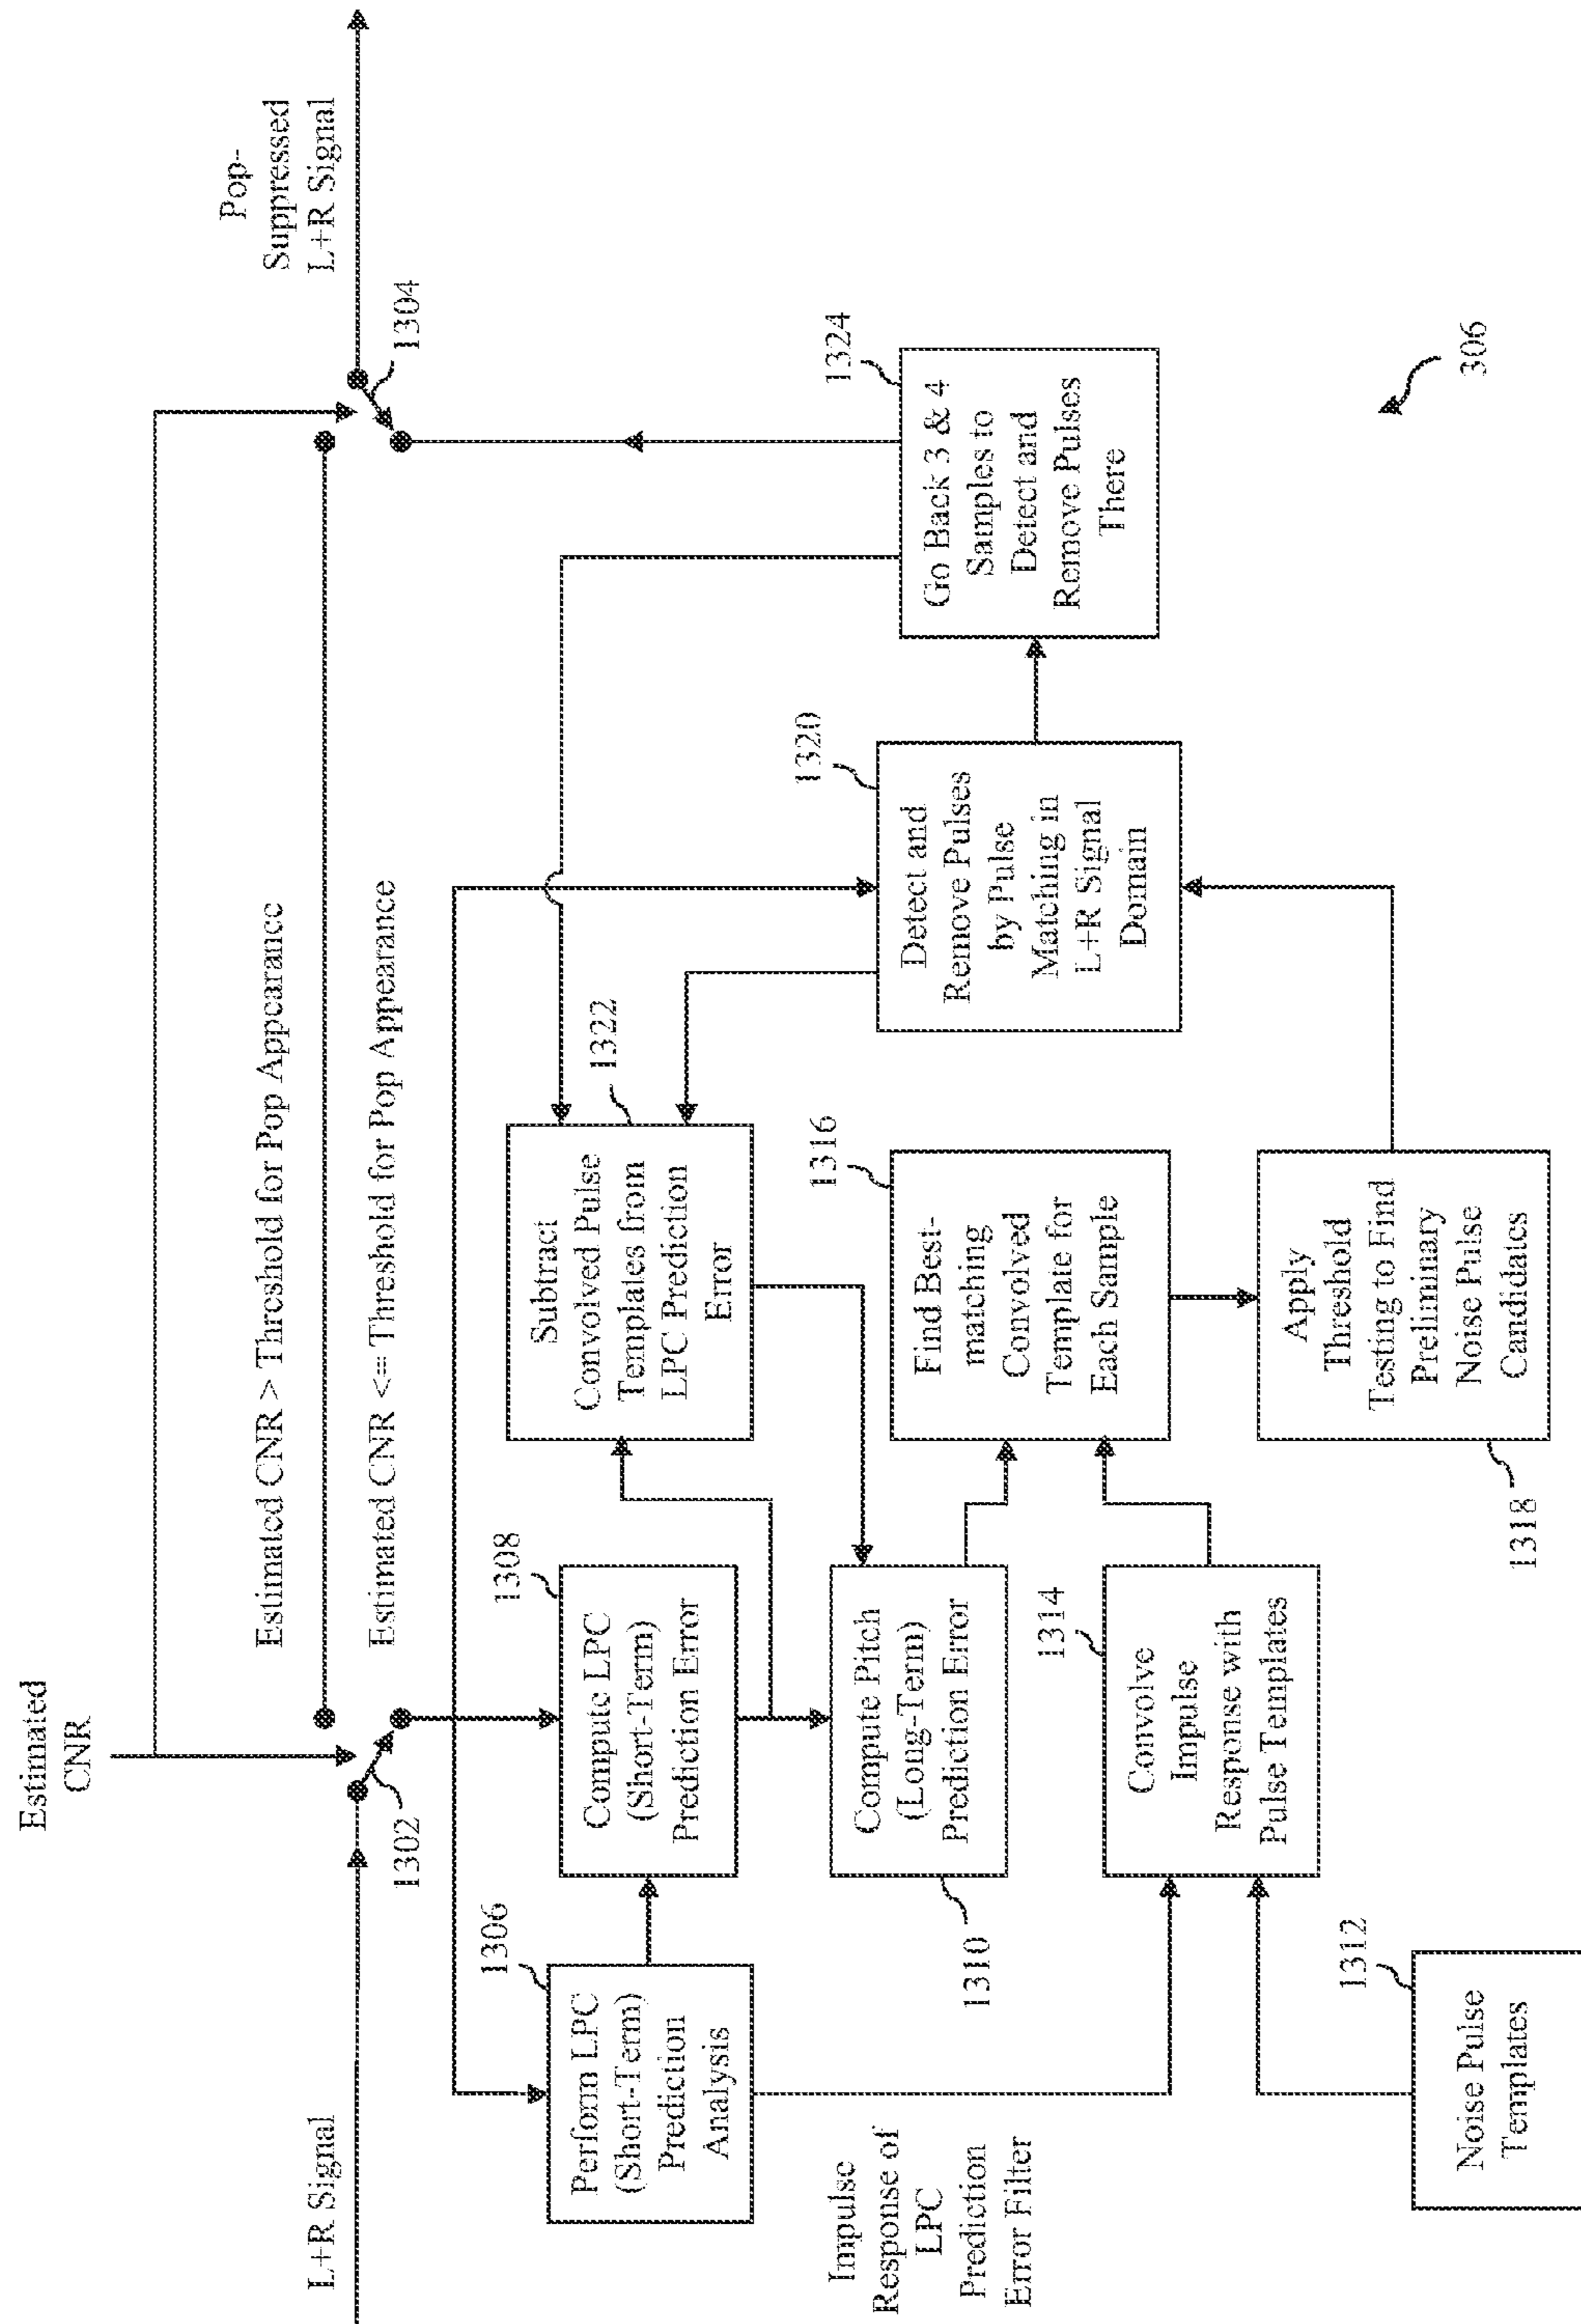 Estimated
CNR
L+R Signal
Estimated CNR > Threshold for Pop Appearance
Estimated CNR <= Threshold for Pop Appearance
Pop-
Suppressed
L+R Signal
1302
1304
1306
Perform LPC
(Short-Term)
Prediction
Analysis
1308
Compute LPC
(Short-Term)
Prediction Error
1322
Subtract
Convolved Pulse
Templates from
LPC Prediction
Error
1310
Compute Pitch
(Long-Term)
Prediction Error
1316
Find Best-
matching
Convolved
Template for
Each Sample
1320
Detect and
Remove Pulses
by Pulse
Matching in
L+R Signal
Domain
1324
Go Back 3 & 4
Samples to
Detect and
Remove Pulses
There
Impulse
Response of
LPC
Prediction
Error Filter
1314
Convolve
Impulse
Response with
Pulse Templates
1318
Apply
Threshold
Testing to Find
Preliminary
Noise Pulse
Candidates
1312
Noise Pulse
Templates
306